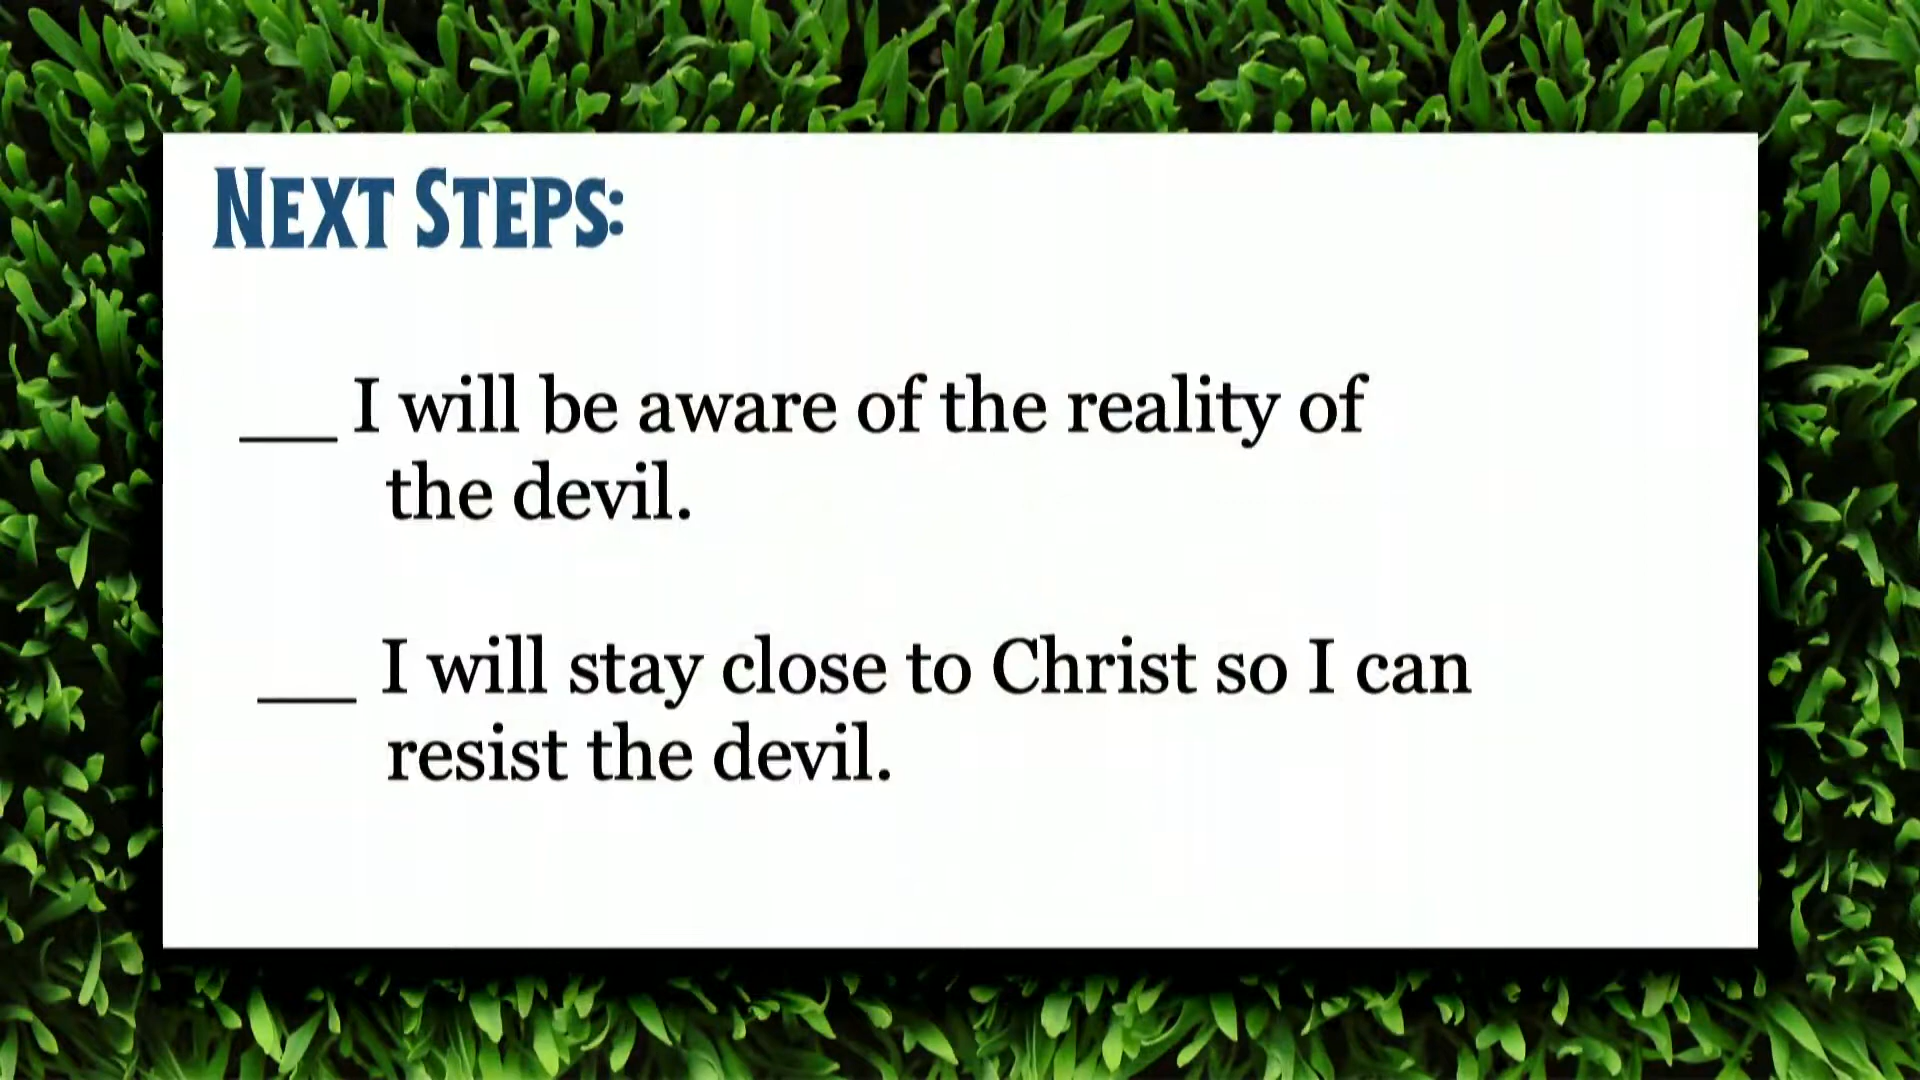 NEXT STEPS:
___ I will be aware of the reality of
the devil.
___ I will stay close to Christ so I can
resist the devil.